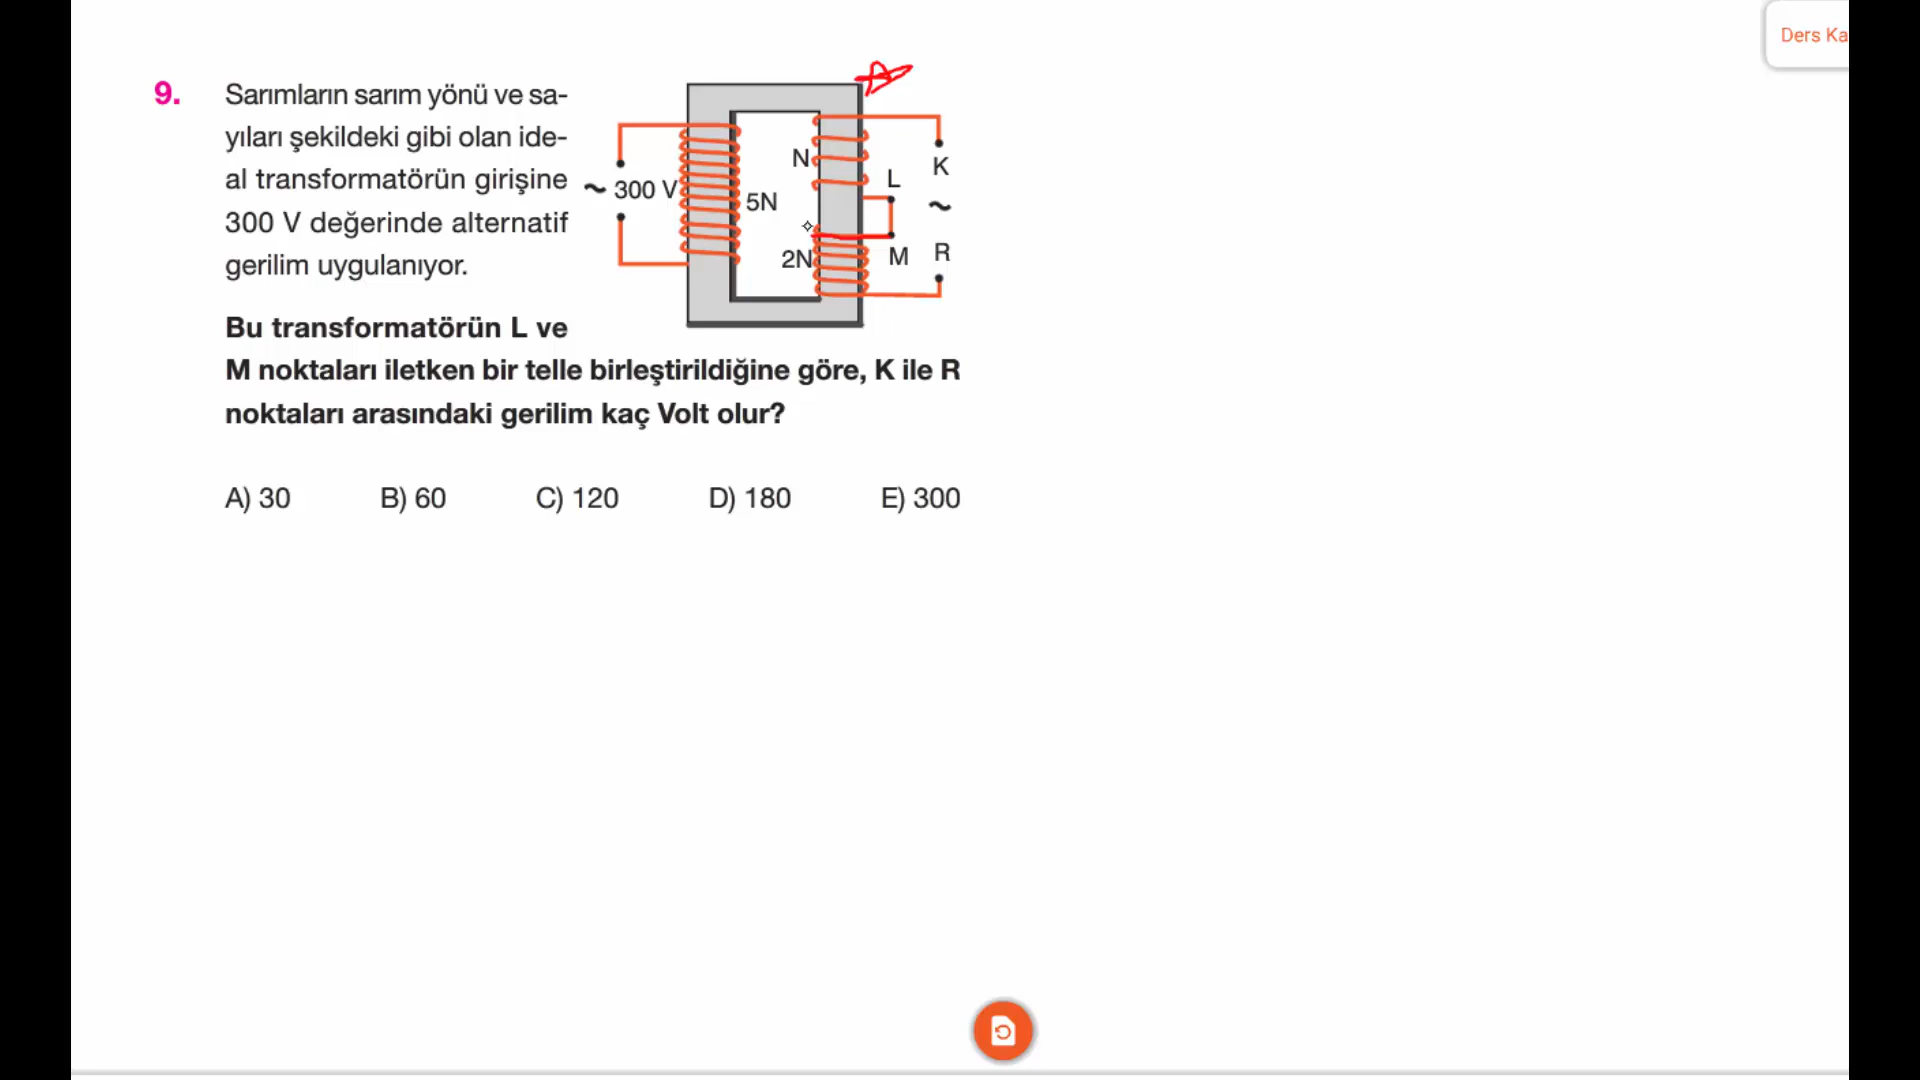 Ders Ka
9.
Sarımların sarım yönü ve sa-
yıları şekildeki gibi olan ide-
al transformatörün girişine
300 V değerinde alternatif
gerilim uygulanıyor.
~ 300 V
5N
N
2N
L
M
K
~
R
Bu transformatörün L ve
M noktaları iletken bir telle birleştirildiğine göre, K ile R
noktaları arasındaki gerilim kaç Volt olur?
A) 30 B) 60 C) 120 D) 180 E) 300